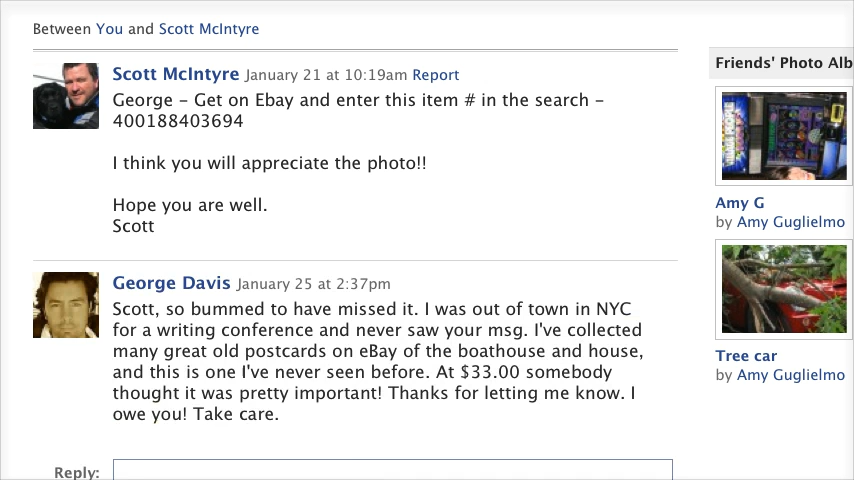 Between You and Scott McIntyre
Scott McIntyre January 21 at 10:19am Report
George – Get on Ebay and enter this item # in the search –
400188403694
I think you will appreciate the photo!!
Hope you are well.
Scott
George Davis January 25 at 2:37pm
Scott, so bummed to have missed it. I was out of town in NYC
for a writing conference and never saw your msg. I've collected
many great old postcards on eBay of the boathouse and house,
and this is one I've never seen before. At $33.00 somebody
thought it was pretty important! Thanks for letting me know. I
owe you! Take care.
Reply:
Friends' Photo Alb
Amy G
by Amy Guglielmo
Tree car
by Amy Guglielmo